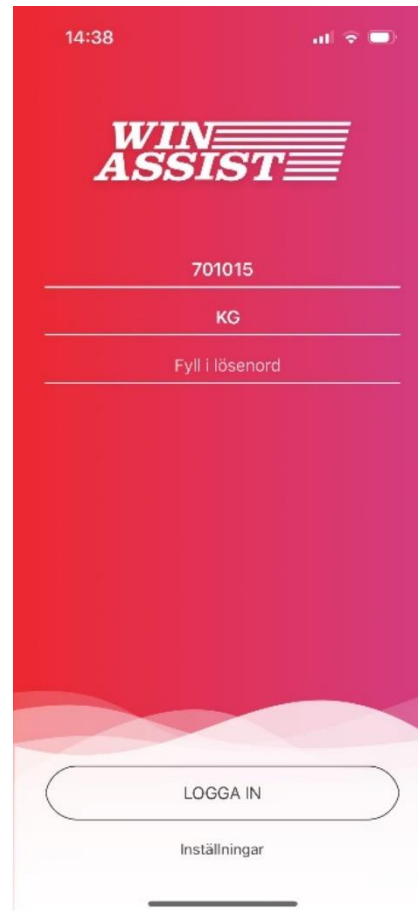 14:38
WIN
ASSIST
701015
KG
Fyll i lösenord
LOGGA IN
Inställningar